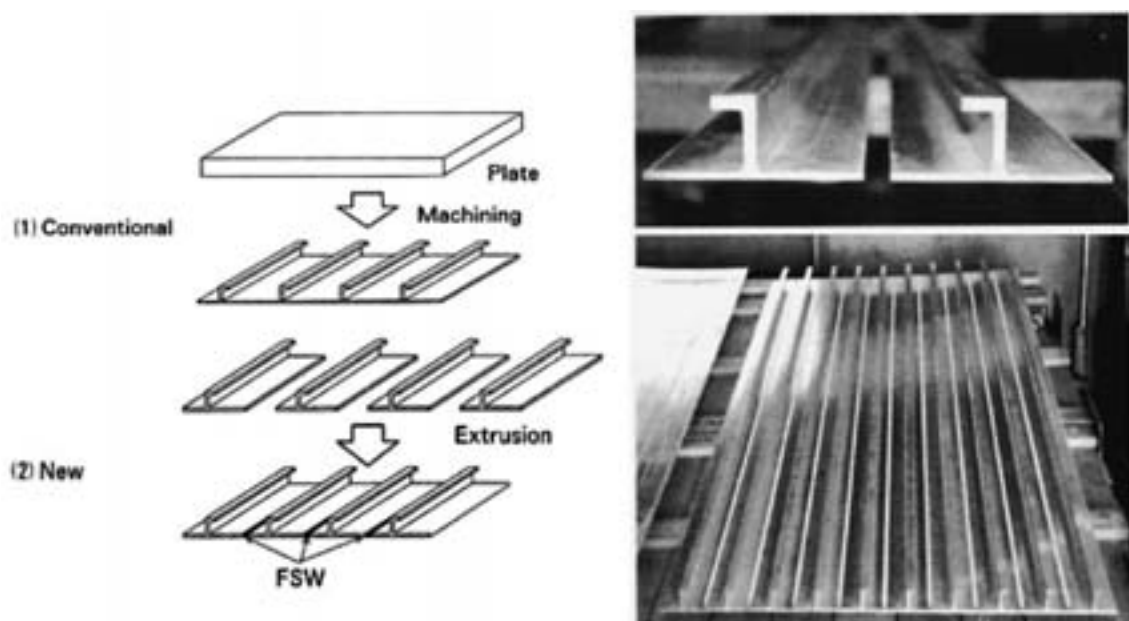 Plate
(1) Conventional
Machining
Extrusion
(2) New
FSW